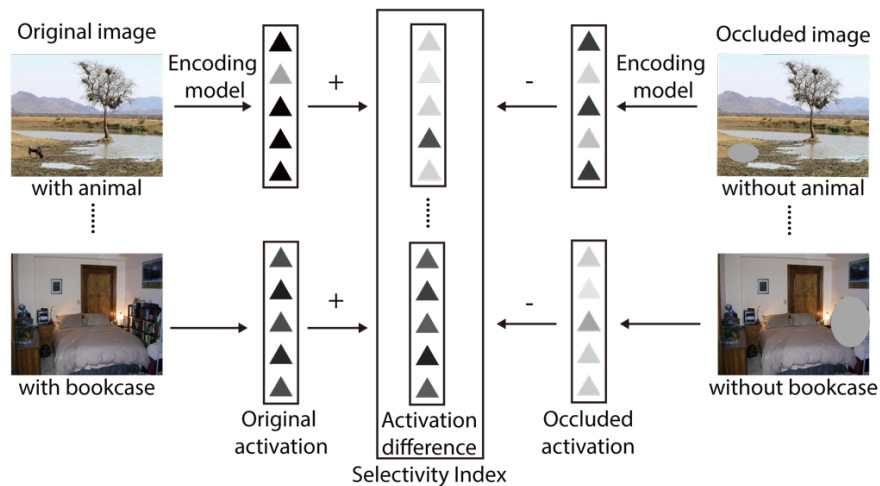 Original image
Occluded image
Encoding
model
+
-
Encoding
model
with animal
without animal
+
-
with bookcase
without bookcase
Original
activation
Activation
difference
Occluded
activation
Selectivity Index